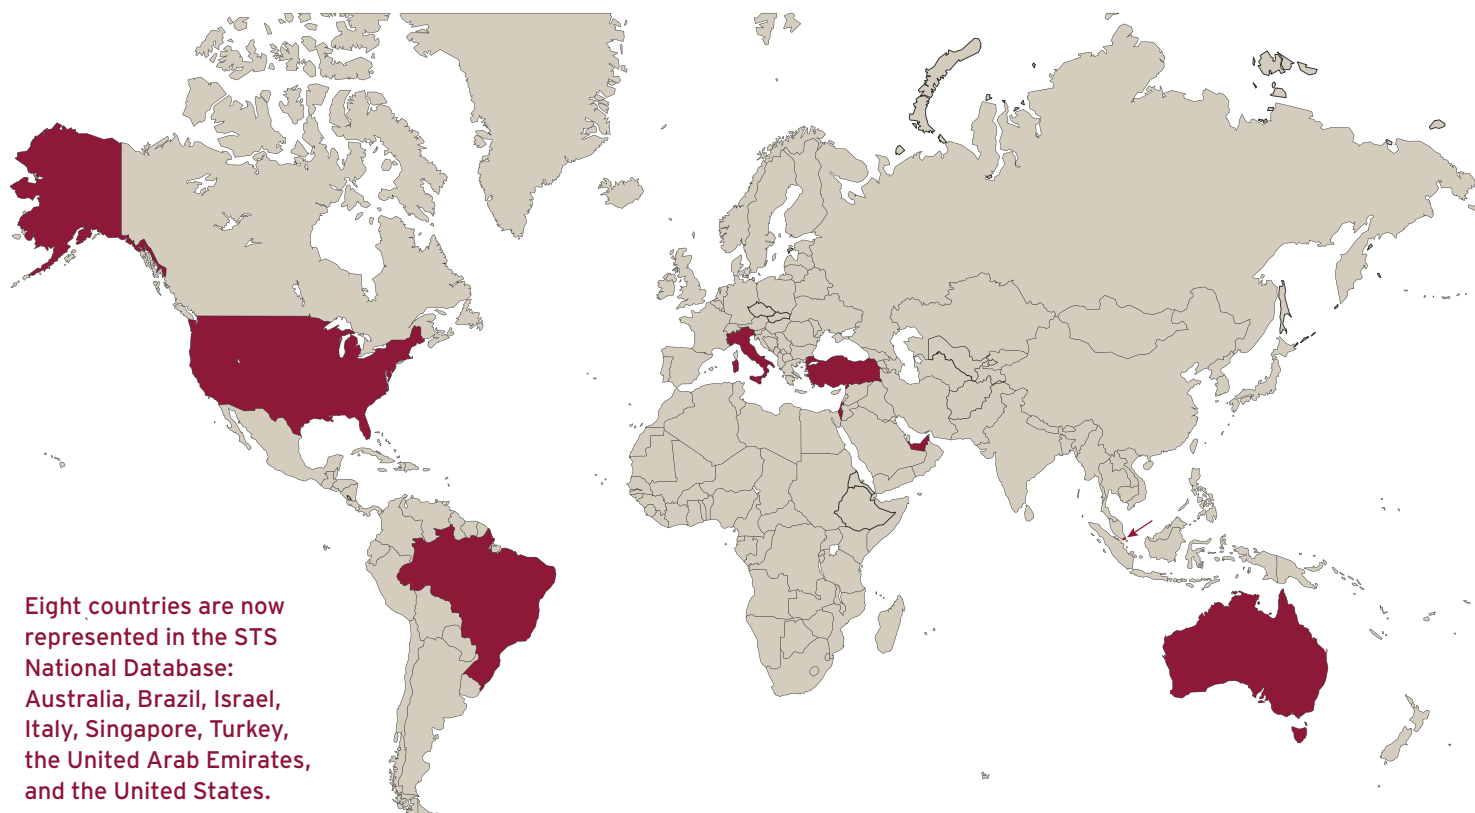 Eight countries are now
represented in the STS
National Database:
Australia, Brazil, Israel,
Italy, Singapore, Turkey,
the United Arab Emirates,
and the United States.